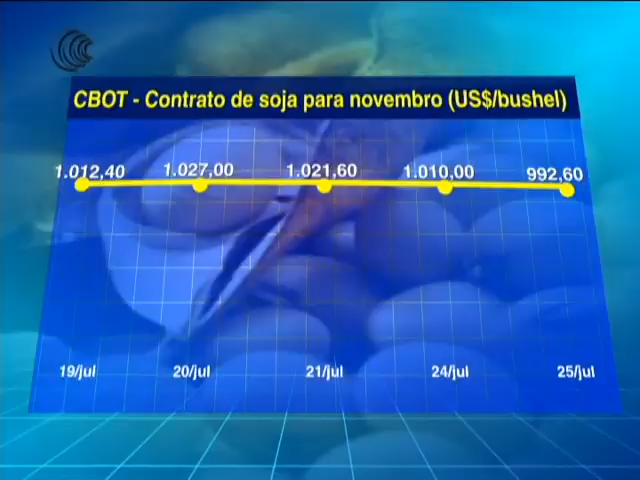 CBOT - Contrato de soja para novembro (US$/bushel)
1.012,40 1.027,00 1.021,60 1.010,00 992,60
19/jul 20/jul 21/jul 24/jul 25/jul